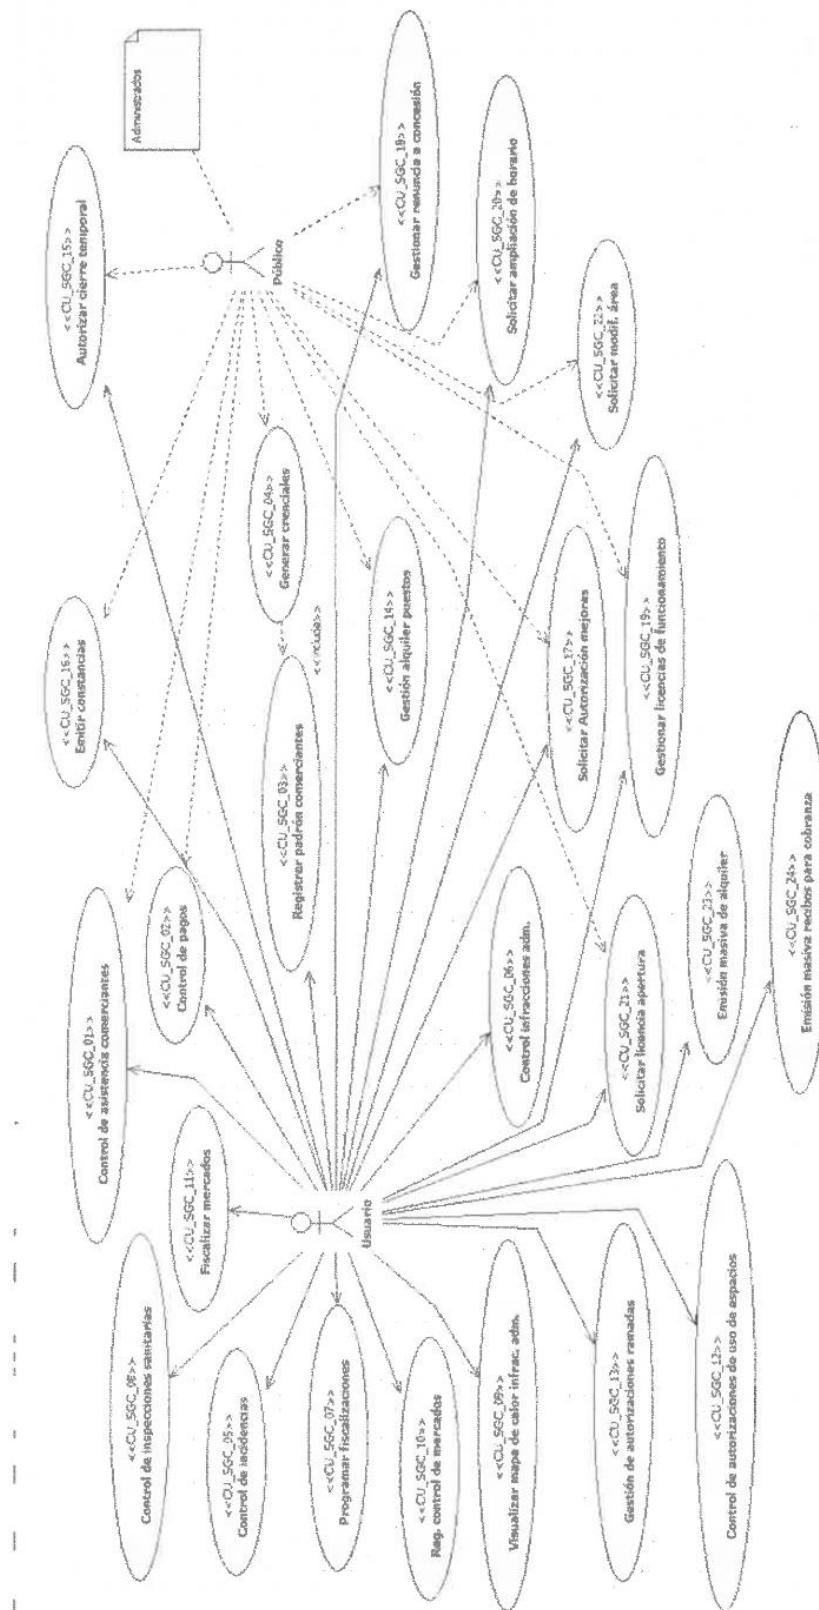 Administrados
<<CU_SGC_15>>
Autorizar cierre temporal
Público
<<CU_SGC_18>>
Gestionar renuncia a concesión
<<CU_SGC_20>>
Solicitar ampliación de horario
<<CU_SGC_22>>
Solicitar modif. área
<<CU_SGC_04>>
Generar crenciales
<<CU_SGC_16>>
Emitir constancias
<<incluida>>
<<CU_SGC_14>>
Gestión alquiler puestos
<<CU_SGC_17>>
Solicitar Autorización mejoras
<<CU_SGC_19>>
Gestionar licencias de funcionamiento
<<CU_SGC_03>>
Registrar padrón comerciantes
<<CU_SGC_02>>
Control de pagos
<<CU_SGC_01>>
Control de asistencia comerciantes
<<CU_SGC_06>>
Control infracciones adm.
<<CU_SGC_21>>
Solicitar licencia apertura
<<CU_SGC_23>>
Emisión masiva de alquiler
<<CU_SGC_24>>
Emisión masiva recibos para cobranza
<<CU_SGC_11>>
Fiscalizar mercados
Usuario
<<CU_SGC_08>>
Control de inspecciones sanitarias
<<CU_SGC_05>>
Control de incidencias
<<CU_SGC_07>>
Programar fiscalizaciones
<<CU_SGC_10>>
Reg. control de mercados
<<CU_SGC_09>>
Visualizar mapa de calor infrac. adm.
<<CU_SGC_13>>
Gestión de autorizaciones ramadas
<<CU_SGC_12>>
Control de autorizaciones de uso de espacios